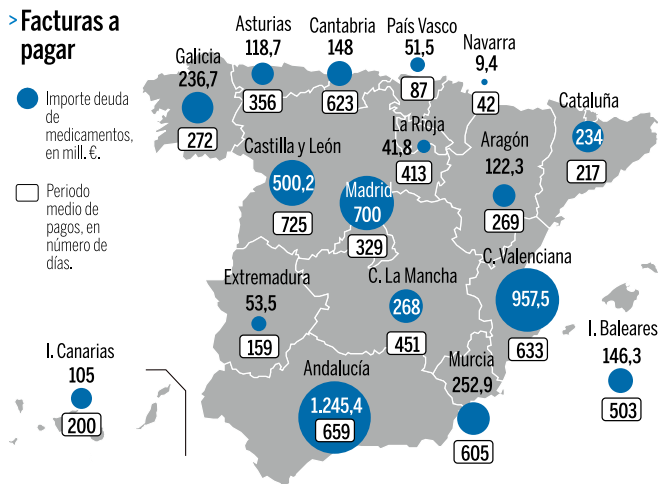 > Facturas a
pagar
Importe deuda
de
medicamentos,
en mill. €.
Periodo
medio de
pagos, en
número de
días.
Galicia
236,7
272
Asturias
118,7
356
Cantabria
148
623
País Vasco
51,5
87
Navarra
9,4
42
Cataluña
234
217
La Rioja
41,8
413
Aragón
122,3
269
Castilla y León
500,2
725
Madrid
700
329
C. Valenciana
957,5
633
Extremadura
53,5
159
C. La Mancha
268
451
I. Baleares
146,3
503
I. Canarias
105
200
Andalucía
1.245,4
659
Murcia
252,9
605